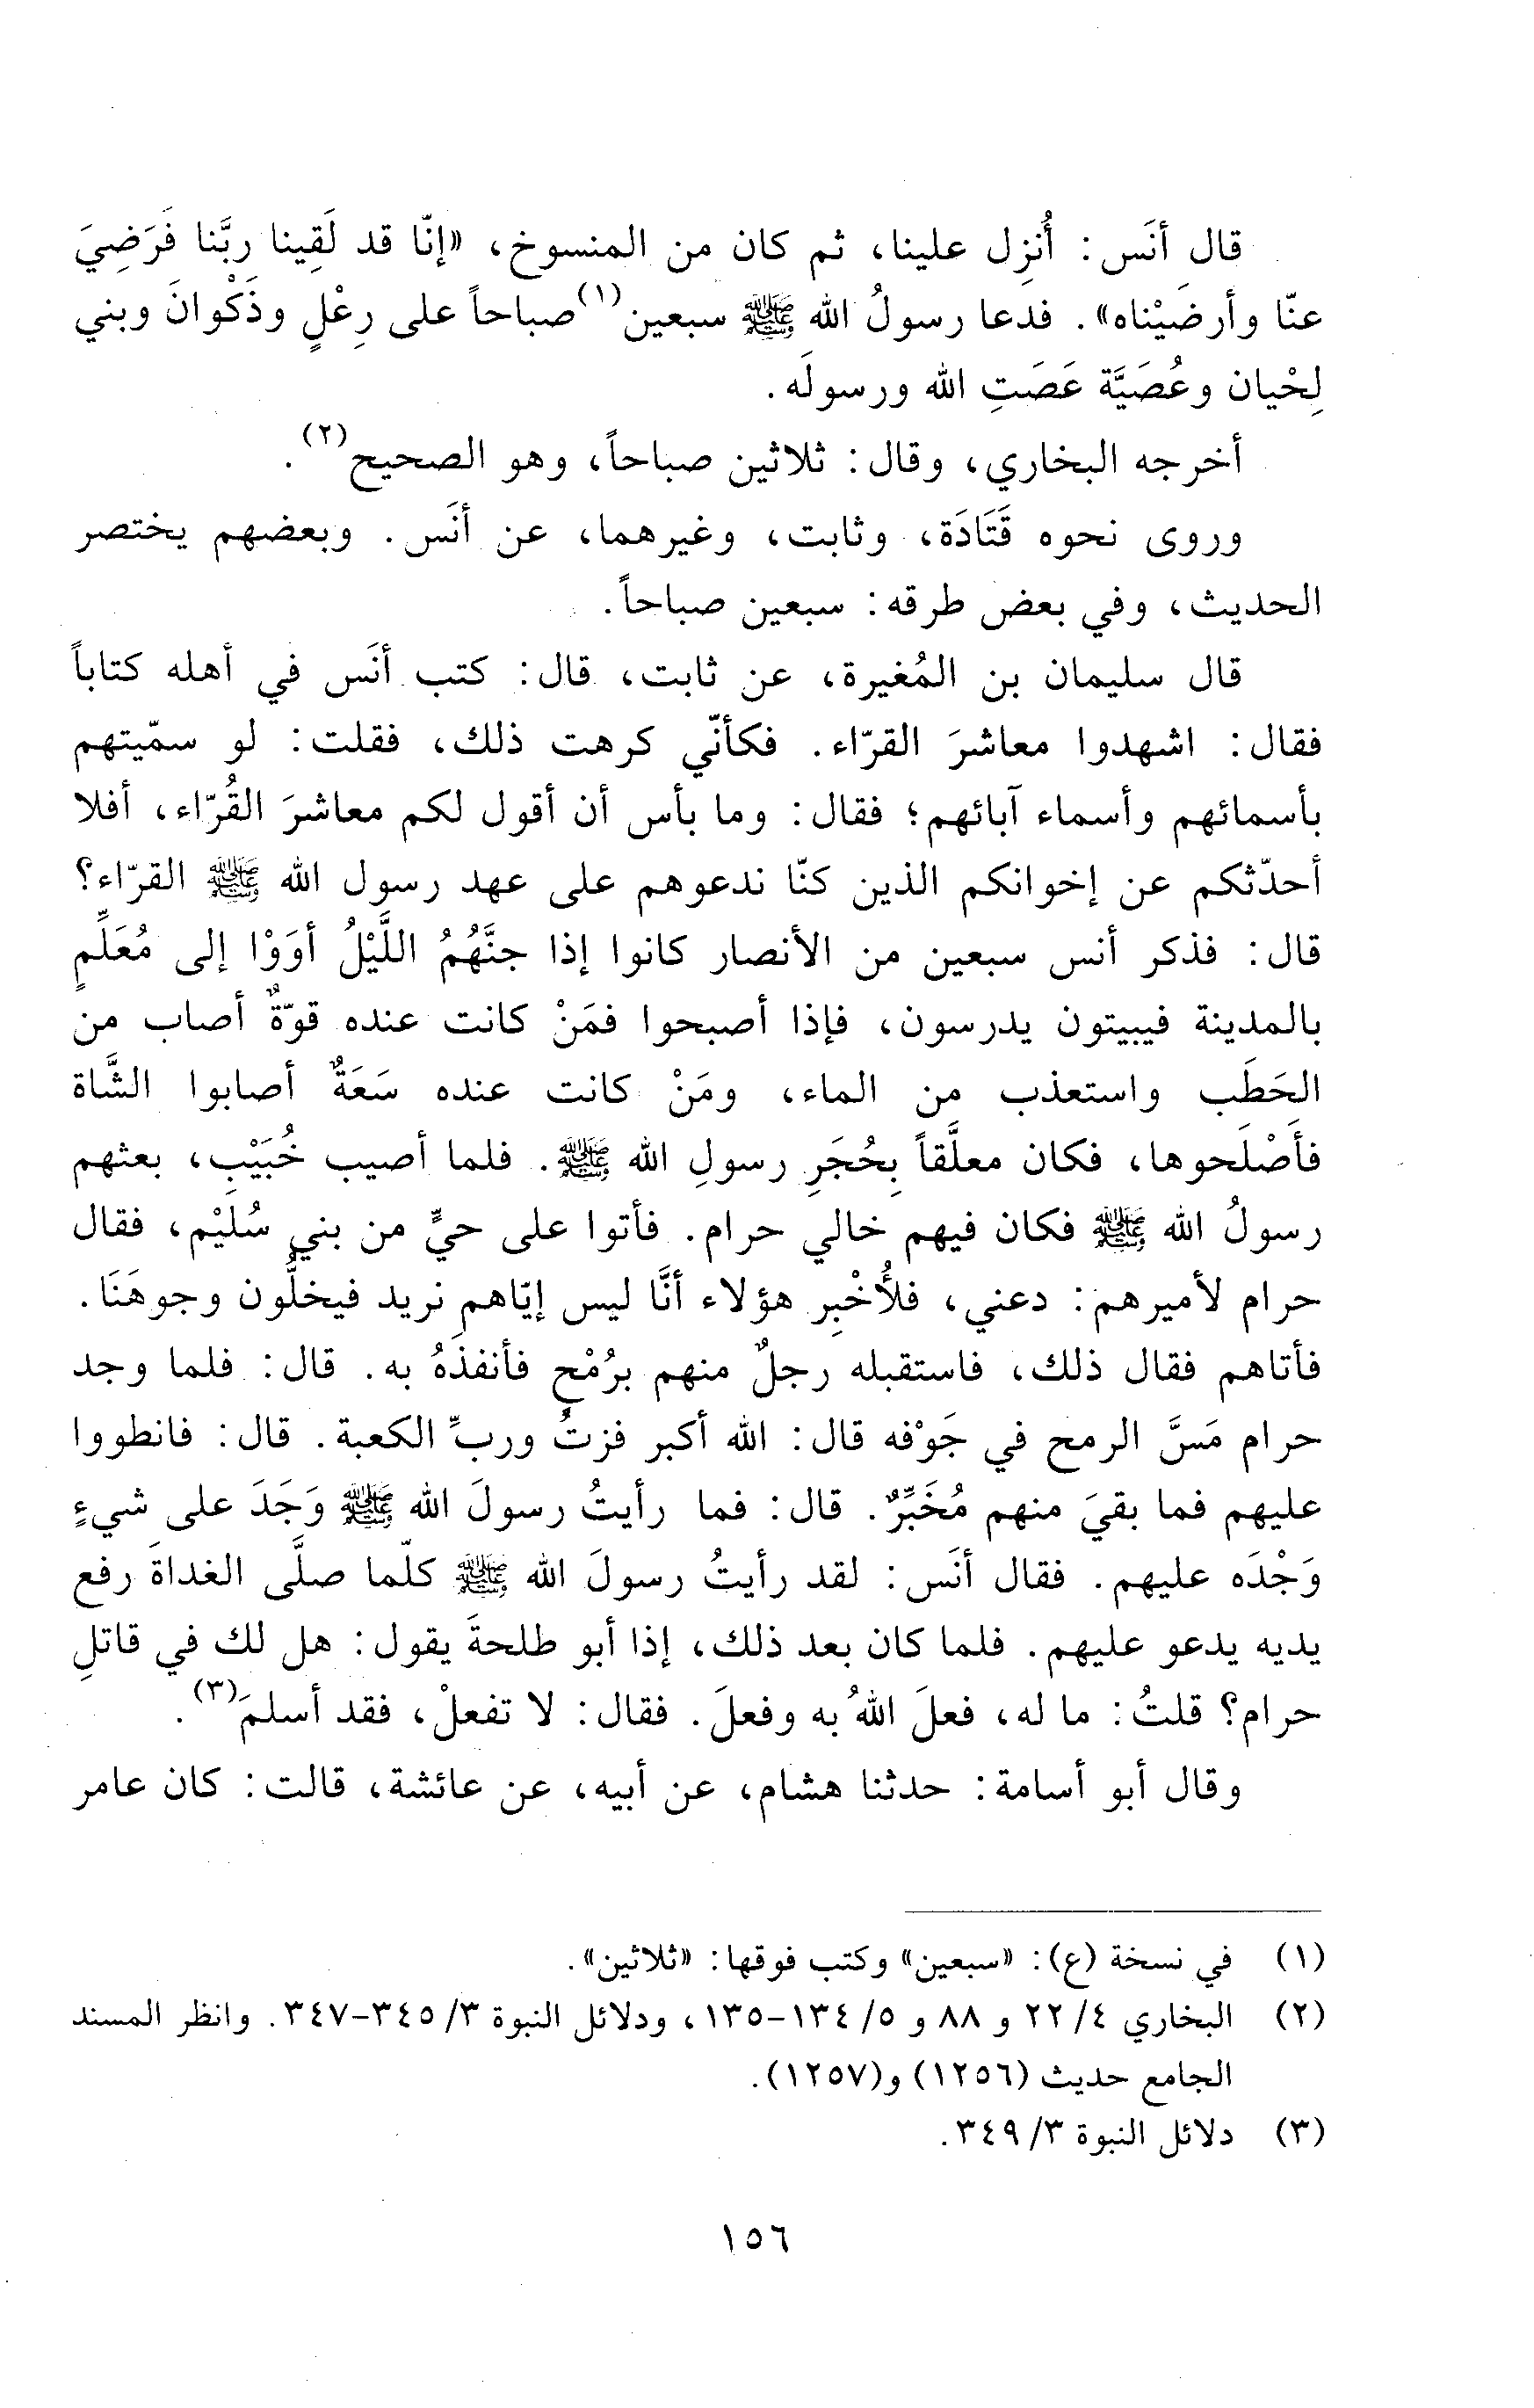 قال أنَس: أُنزِل علينا، ثم كان من المنسوخ، «إنّا قد لَقِينا ربَّنا فَرَضِيَ
عنّا وأرضَيْناه». فدعا رسولُ الله ﷺ سبعين(١) صباحاً على رِعْلٍ وذَكْوانَ وبني
لِحْيان وعُصَيَّة عَصَتِ الله ورسولَه.
أخرجه البخاري، وقال: ثلاثين صباحاً، وهو الصحيح(٢).
وروى نحوه قَتَادَة، وثابت، وغيرهما، عن أنَس. وبعضهم يختصر
الحديث، وفي بعض طرقه: سبعين صباحاً.
قال سليمان بن المُغيرة، عن ثابت، قال: كتب أنَس في أهله كتاباً
فقال: اشهدوا معاشرَ القرّاء. فكأنّي كرهت ذلك، فقلت: لو سمّيتهم
بأسمائهم وأسماء آبائهم؛ فقال: وما بأس أن أقول لكم معاشرَ القُرّاء، أفلا
أحدّثكم عن إخوانكم الذين كنّا ندعوهم على عهد رسول الله ﷺ القرّاء؟
قال: فذكر أنس سبعين من الأنصار كانوا إذا جنَّهُمُ اللَّيْلُ أوَوْا إلى مُعَلِّمٍ
بالمدينة فيبيتون يدرسون، فإذا أصبحوا فمَنْ كانت عنده قوّةٌ أصاب من
الحَطَب واستعذب من الماء، ومَنْ كانت عنده سَعَةٌ أصابوا الشَّاة
فأَصْلَحوها، فكان معلَّقاً بِحُجَرِ رسولِ الله ﷺ. فلما أصيب خُبَيْب، بعثهم
رسولُ الله ﷺ فكان فيهم خالي حرام. فأتوا على حيٍّ من بني سُلَيْم، فقال
حرام لأميرهم: دعني، فلأُخْبِر هؤلاء أنَّا ليس إيّاهم نريد فيخلُّون وجوهَنَا.
فأتاهم فقال ذلك، فاستقبله رجلٌ منهم برُمْحٍ فأنفذَهُ به. قال: فلما وجد
حرام مَسَّ الرمح في جَوْفه قال: الله أكبر فزتُ وربِّ الكعبة. قال: فانطووا
عليهم فما بقيَ منهم مُخَبِّرٌ. قال: فما رأيتُ رسولَ الله ﷺ وَجَدَ على شيءٍ
وَجْدَه عليهم. فقال أنَس: لقد رأيتُ رسولَ الله ﷺ كلّما صلَّى الغداةَ رفع
يديه يدعو عليهم. فلما كان بعد ذلك، إذا أبو طلحةَ يقول: هل لك في قاتلِ
حرام؟ قلتُ: ما له، فعلَ اللهُ به وفعلَ. فقال: لا تفعلْ، فقد أسلمَ(٣).
وقال أبو أسامة: حدثنا هشام، عن أبيه، عن عائشة، قالت: كان عامر
(١) في نسخة (ع): «سبعين» وكتب فوقها: «ثلاثين».
(٢) البخاري ٤/ ٢٢ و ٨٨ و ٥/ ١٣٤-١٣٥، ودلائل النبوة ٣/ ٣٤٥-٣٤٧. وانظر المسند
الجامع حديث (١٢٥٦) و(١٢٥٧).
(٣) دلائل النبوة ٣/ ٣٤٩.
١٥٦